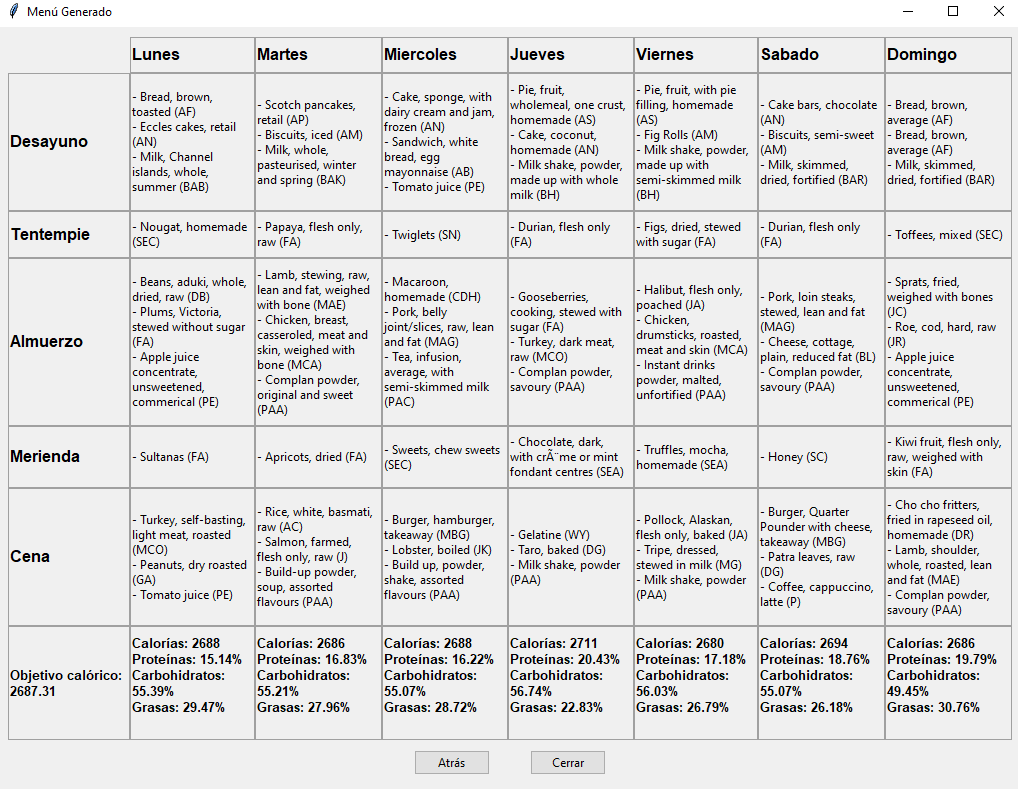 Menú Generado
Lunes
Martes
Miercoles
Jueves
Viernes
Sabado
Domingo
Desayuno
- Bread, brown,
toasted (AF)
- Eccles cakes, retail
(AN)
- Milk, Channel
islands, whole,
summer (BAB)
- Scotch pancakes,
retail (AP)
- Biscuits, iced (AM)
- Milk, whole,
pasteurised, winter
and spring (BAK)
- Cake, sponge, with
dairy cream and jam,
frozen (AN)
- Sandwich, white
bread, egg
mayonnaise (AB)
- Tomato juice (PE)
- Pie, fruit,
wholemeal, one crust,
homemade (AS)
- Cake, coconut,
homemade (AN)
- Milk shake, powder,
made up with whole
milk (BH)
- Pie, fruit, with pie
filling, homemade
(AS)
- Fig Rolls (AM)
- Milk shake, powder,
made up with
semi-skimmed milk
(BH)
- Cake bars, chocolate
(AN)
- Biscuits, semi-sweet
(AM)
- Milk, skimmed,
dried, fortified (BAR)
- Bread, brown,
average (AF)
- Bread, brown,
average (AF)
- Milk, skimmed,
dried, fortified (BAR)
Tentempie
- Nougat, homemade
(SEC)
- Papaya, flesh only,
raw (FA)
- Twiglets (SN)
- Durian, flesh only
(FA)
- Figs, dried, stewed
with sugar (FA)
- Durian, flesh only
(FA)
- Toffees, mixed (SEC)
Almuerzo
- Beans, aduki, whole,
dried, raw (DB)
- Plums, Victoria,
stewed without sugar
(FA)
- Apple juice
concentrate,
unsweetened,
commerical (PE)
- Lamb, stewing, raw,
lean and fat, weighed
with bone (MAE)
- Chicken, breast,
casseroled, meat and
skin, weighed with
bone (MCA)
- Complan powder,
original and sweet
(PAA)
- Macaroon,
homemade (CDH)
- Pork, belly
joint/slices, raw, lean
and fat (MAG)
- Tea, infusion,
average, with
semi-skimmed milk
(PAC)
- Gooseberries,
cooking, stewed with
sugar (FA)
- Turkey, dark meat,
raw (MCO)
- Complan powder,
savoury (PAA)
- Halibut, flesh only,
poached (JA)
- Chicken,
drumsticks, roasted,
meat and skin (MCA)
- Instant drinks
powder, malted,
unfortified (PAA)
- Pork, loin steaks,
stewed, lean and fat
(MAG)
- Cheese, cottage,
plain, reduced fat (BL)
- Complan powder,
savoury (PAA)
- Sprats, fried,
weighed with bones
(JC)
- Roe, cod, hard, raw
(JR)
- Apple juice
concentrate,
unsweetened,
commerical (PE)
Merienda
- Sultanas (FA)
- Apricots, dried (FA)
- Sweets, chew sweets
(SEC)
- Chocolate, dark,
with crÃ¨me or mint
fondant centres (SEA)
- Truffles, mocha,
homemade (SEA)
- Honey (SC)
- Kiwi fruit, flesh only,
raw, weighed with
skin (FA)
Cena
- Turkey, self-basting,
light meat, roasted
(MCO)
- Peanuts, dry roasted
(GA)
- Tomato juice (PE)
- Rice, white, basmati,
raw (AC)
- Salmon, farmed,
flesh only, raw (J)
- Build-up powder,
soup, assorted
flavours (PAA)
- Burger, hamburger,
takeaway (MBG)
- Lobster, boiled (JK)
- Build up, powder,
shake, assorted
flavours (PAA)
- Gelatine (WY)
- Taro, baked (DG)
- Milk shake, powder
(PAA)
- Pollock, Alaskan,
flesh only, baked (JA)
- Tripe, dressed,
stewed in milk (MG)
- Milk shake, powder
(PAA)
- Burger, Quarter
Pounder with cheese,
takeaway (MBG)
- Patra leaves, raw
(DG)
- Coffee, cappuccino,
latte (P)
- Cho cho fritters,
fried in rapeseed oil,
homemade (DR)
- Lamb, shoulder,
whole, roasted, lean
and fat (MAE)
- Complan powder,
savoury (PAA)
Objetivo calórico:
2687.31
Calorías: 2688
Proteínas: 15.14%
Carbohidratos:
55.39%
Grasas: 29.47%
Calorías: 2686
Proteínas: 16.83%
Carbohidratos:
55.21%
Grasas: 27.96%
Calorías: 2688
Proteínas: 16.22%
Carbohidratos:
55.07%
Grasas: 28.72%
Calorías: 2711
Proteínas: 20.43%
Carbohidratos:
56.74%
Grasas: 22.83%
Calorías: 2680
Proteínas: 17.18%
Carbohidratos:
56.03%
Grasas: 26.79%
Calorías: 2694
Proteínas: 18.76%
Carbohidratos:
55.07%
Grasas: 26.18%
Calorías: 2686
Proteínas: 19.79%
Carbohidratos:
49.45%
Grasas: 30.76%
Atrás
Cerrar